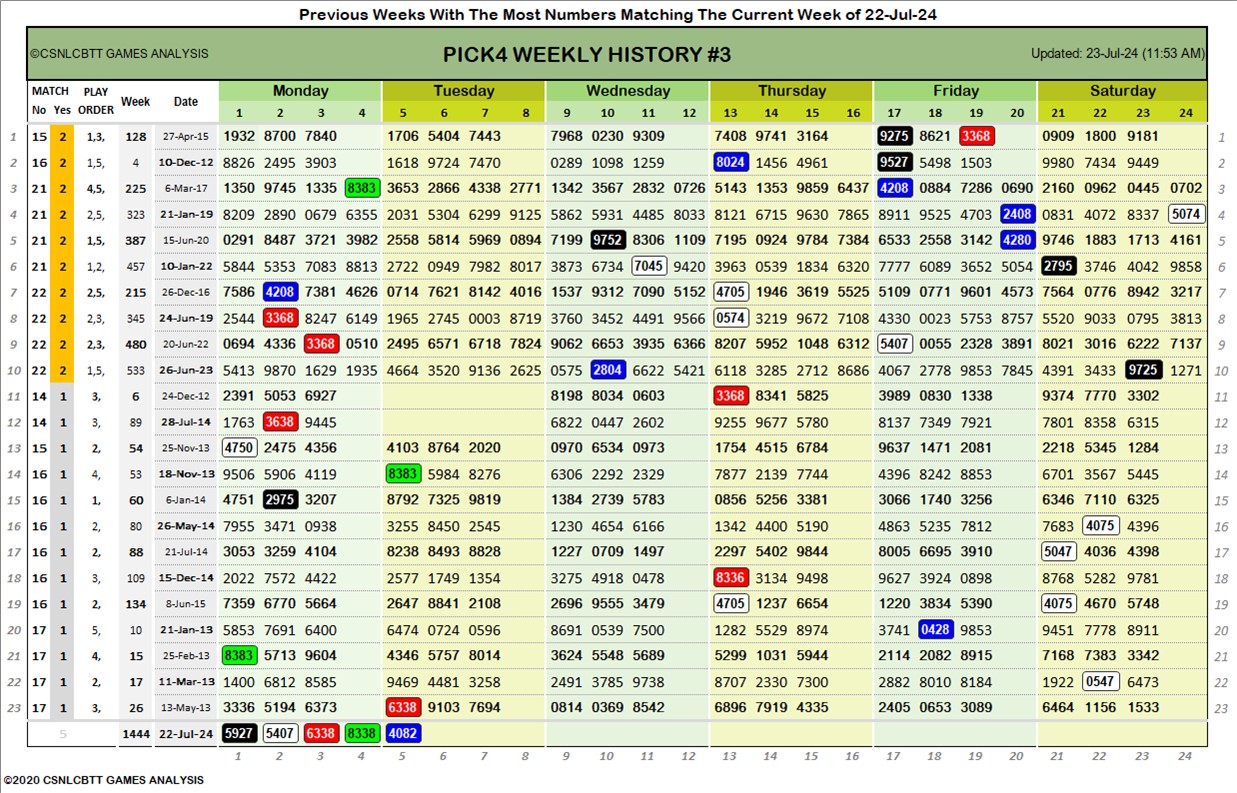 Previous Weeks With The Most Numbers Matching The Current Week of 22-Jul-24
©CSNLCBTT GAMES ANALYSIS PICK4 WEEKLY HISTORY #3 Updated: 23-Jul-24 (11:53 AM)
MATCH PLAY Week Date Monday Tuesday Wednesday Thursday Friday Saturday
No Yes ORDER 1 2 3 4 5 6 7 8 9 10 11 12 13 14 15 16 17 18 19 20 21 22 23 24
1 15 2 1,3, 128 27-Apr-15 1932 8700 7840 1706 5404 7443 7968 0230 9309 7408 9741 3164 9275 8621 3368 0909 1800 9181 1
2 16 2 1,5, 4 10-Dec-12 8826 2495 3903 1618 9724 7470 0289 1098 1259 8024 1456 4961 9527 5498 1503 9980 7434 9449 2
3 21 2 4,5, 225 6-Mar-17 1350 9745 1335 8383 3653 2866 4338 2771 1342 3567 2832 0726 5143 1353 9859 6437 4208 0884 7286 0690 2160 0962 0445 0702 3
4 21 2 2,5, 323 21-Jan-19 8209 2890 0679 6355 2031 5304 6299 9125 5862 5931 4485 8033 8121 6715 9630 7865 8911 9525 4703 2408 0831 4072 8337 5074 4
5 21 2 1,5, 387 15-Jun-20 0291 8487 3721 3982 2558 5814 5969 0894 7199 9752 8306 1109 7195 0924 9784 7384 6533 2558 3142 4280 9746 1883 1713 4161 5
6 21 2 1,2, 457 10-Jan-22 5844 5353 7083 8813 2722 0949 7982 8017 3873 6734 7045 9420 3963 0539 1834 6320 7777 6089 3652 5054 2795 3746 4042 9858 6
7 22 2 2,5, 215 26-Dec-16 7586 4208 7381 4626 0714 7621 8142 4016 1537 9312 7090 5152 4705 1946 3619 5525 5109 0771 9601 4573 7564 0776 8942 3217 7
8 22 2 2,3, 345 24-Jun-19 2544 3368 8247 6149 1965 2745 0003 8719 3760 3452 4491 9566 0574 3219 9672 7108 4330 0023 5763 8757 5520 9033 0795 3813 8
9 22 2 2,3, 480 20-Jun-22 0694 4336 3368 0510 2495 6571 6718 7824 9062 6653 3935 6366 8207 5952 1048 6312 5407 0055 2328 3891 8021 3016 6222 7137 9
10 22 2 1,5, 533 26-Jun-23 5413 9870 1629 1935 4664 3520 9136 2625 0575 2804 6622 5421 6118 3285 2712 8686 4067 2778 9853 7845 4391 3433 9725 1271 10
11 14 1 3, 6 24-Dec-12 2391 5053 6927 8198 8034 0603 3368 8341 5825 3989 0830 1338 9374 7770 3302 11
12 14 1 3, 89 28-Jul-14 1763 3638 9445 6822 0447 2602 9255 9677 5780 8137 7349 7921 7801 8358 6315 12
13 15 1 2, 54 25-Nov-13 4750 2475 4356 4103 8764 2020 0970 6534 0973 1754 4515 6784 9637 1471 2081 2218 5345 1284 13
14 16 1 4, 53 18-Nov-13 9506 5906 4119 8383 5984 8276 6306 2292 2329 7877 2139 7744 4396 8242 8853 6701 3567 5445 14
15 16 1 1, 60 6-Jan-14 4751 2975 3207 8792 7325 9819 1384 2739 5783 0856 5256 3381 3066 1740 3256 6346 7110 6325 15
16 16 1 2, 80 26-May-14 7955 3471 0938 3255 8450 2545 1230 4654 6166 1342 4400 5190 4863 5235 7812 7683 4075 4396 16
17 16 1 2, 88 21-Jul-14 3053 3259 4104 8238 8493 8828 1227 0709 1497 2297 5402 9844 8005 6695 3910 5047 4036 4398 17
18 16 1 3, 109 15-Dec-14 2022 7572 4422 2577 1749 1354 3275 4918 0478 8336 3134 9498 9627 3924 0898 8768 5282 9781 18
19 16 1 2, 134 8-Jun-15 7359 6770 5664 2647 8841 2108 2696 9555 3479 4705 1237 6654 1220 3834 5390 4075 4670 5748 19
20 17 1 5, 10 21-Jan-13 5853 7691 6400 6474 0724 0596 8691 0539 7500 1282 5529 8974 3741 0428 9853 9451 7778 8911 20
21 17 1 4, 15 25-Feb-13 8383 5713 9604 4346 5757 8014 3624 5548 5689 5299 1031 5944 2114 2082 8915 7168 7383 3342 21
22 17 1 2, 17 11-Mar-13 1400 6812 8585 9469 4481 3258 2491 3785 9738 8707 2330 7300 2882 8010 8184 1922 0547 6473 22
23 17 1 3, 26 13-May-13 3336 5194 6373 6338 9103 7694 0814 0369 8542 6896 7919 4335 2405 0653 3089 6464 1156 1533 23
5 1444 22-Jul-24 5927 5407 6338 8338 4082
1 2 3 4 5 6 7 8 9 10 11 12 13 14 15 16 17 18 19 20 21 22 23 24
©2020 CSNLCBTT GAMES ANALYSIS